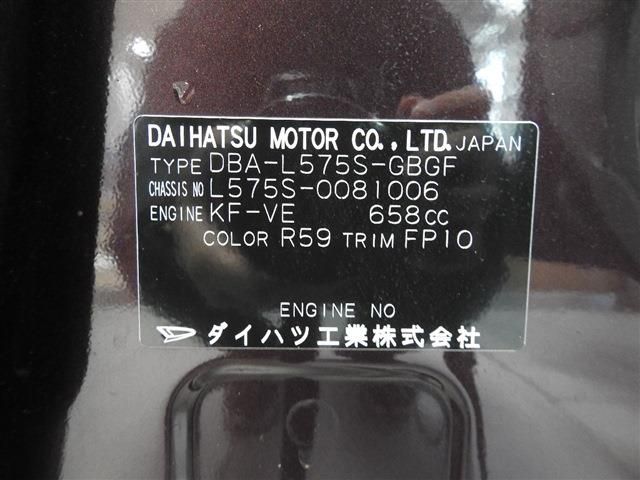 DAIHATSU MOTOR CO.,LTD. JAPAN
TYPE DBA-L575S-GBGF
CHASSIS NO L575S-0081006
ENGINE KF-VE 658cc
COLOR R59 TRIM FP10
ENGINE NO
ダイハツ工業株式会社